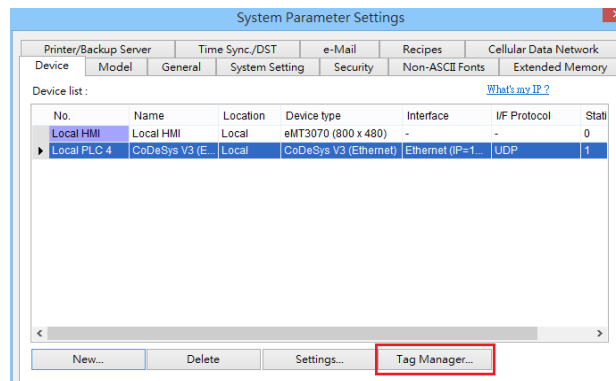 System Parameter Settings
Printer/Backup Server Time Sync./DST e-Mail Recipes Cellular Data Network
Device Model General System Setting Security Non-ASCII Fonts Extended Memory
Device list : What's my IP ?
No. Name Location Device type Interface I/F Protocol Stati
Local HMI Local HMI Local eMT3070 (800 x 480) - - 0
Local PLC 4 CoDeSys V3 (E... Local CoDeSys V3 (Ethernet) Ethernet (IP=1... UDP 1
New... Delete Settings... Tag Manager...